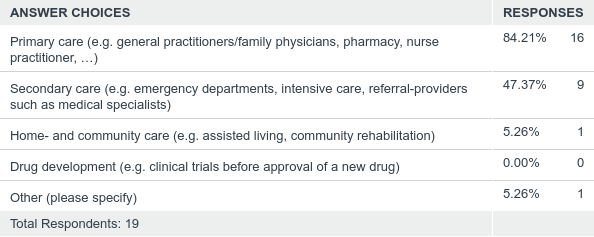 ANSWER CHOICES RESPONSES
Primary care (e.g. general practitioners/family physicians, pharmacy, nurse 84.21% 16
practitioner, …)
Secondary care (e.g. emergency departments, intensive care, referral-providers 47.37% 9
such as medical specialists)
Home- and community care (e.g. assisted living, community rehabilitation) 5.26% 1
Drug development (e.g. clinical trials before approval of a new drug) 0.00% 0
Other (please specify) 5.26% 1
Total Respondents: 19